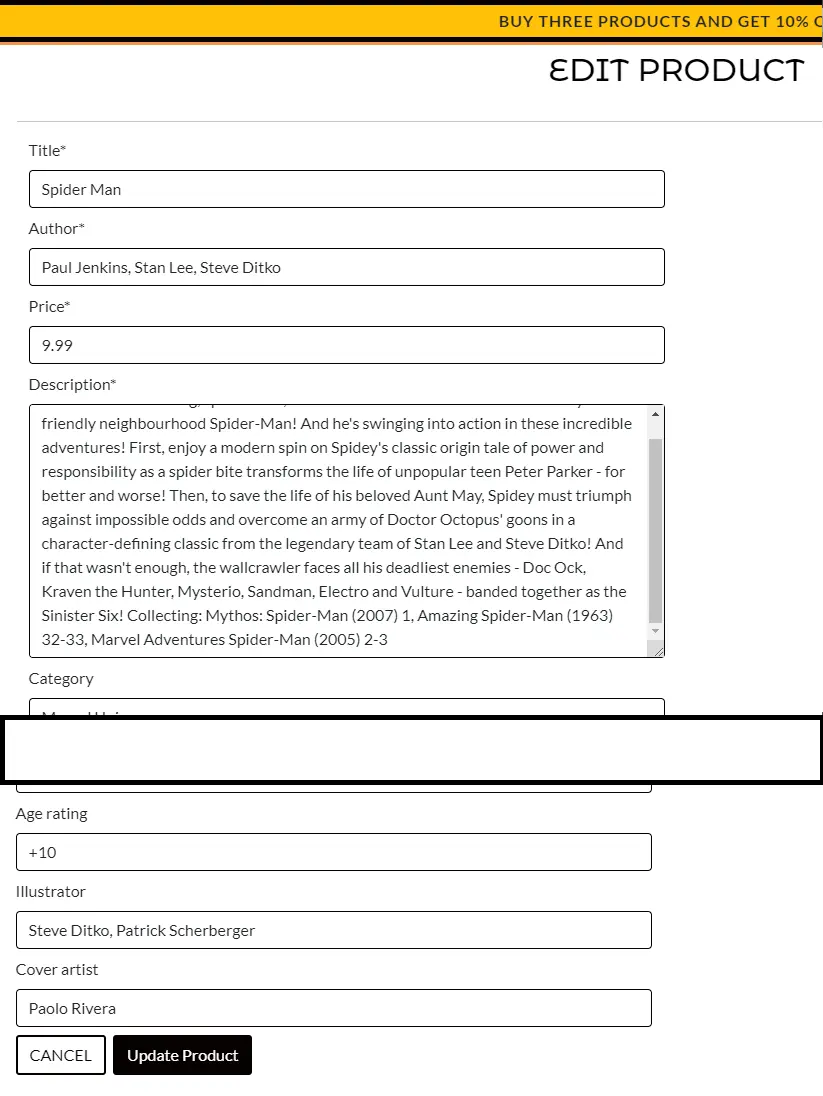 BUY THREE PRODUCTS AND GET 10%
EDIT PRODUCT
Title*
Spider Man
Author*
Paul Jenkins, Stan Lee, Steve Ditko
Price*
9.99
Description*
friendly neighbourhood Spider-Man! And he's swinging into action in these incredible
adventures! First, enjoy a modern spin on Spidey's classic origin tale of power and
responsibility as a spider bite transforms the life of unpopular teen Peter Parker - for
better and worse! Then, to save the life of his beloved Aunt May, Spidey must triumph
against impossible odds and overcome an army of Doctor Octopus' goons in a
character-defining classic from the legendary team of Stan Lee and Steve Ditko! And
if that wasn't enough, the wallcrawler faces all his deadliest enemies - Doc Ock,
Kraven the Hunter, Mysterio, Sandman, Electro and Vulture - banded together as the
Sinister Six! Collecting: Mythos: Spider-Man (2007) 1, Amazing Spider-Man (1963)
32-33, Marvel Adventures Spider-Man (2005) 2-3
Category
Age rating
+10
Illustrator
Steve Ditko, Patrick Scherberger
Cover artist
Paolo Rivera
CANCEL
Update Product